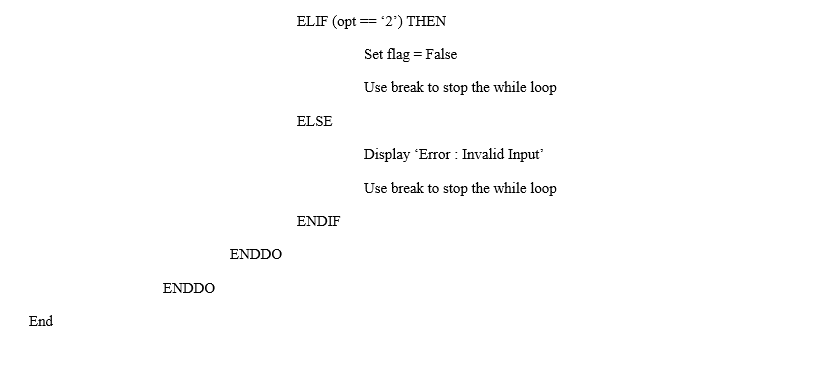 ELIF (opt == ‘2’) THEN
Set flag = False
Use break to stop the while loop
ELSE
Display ‘Error : Invalid Input’
Use break to stop the while loop
ENDIF
ENDDO
ENDDO
End